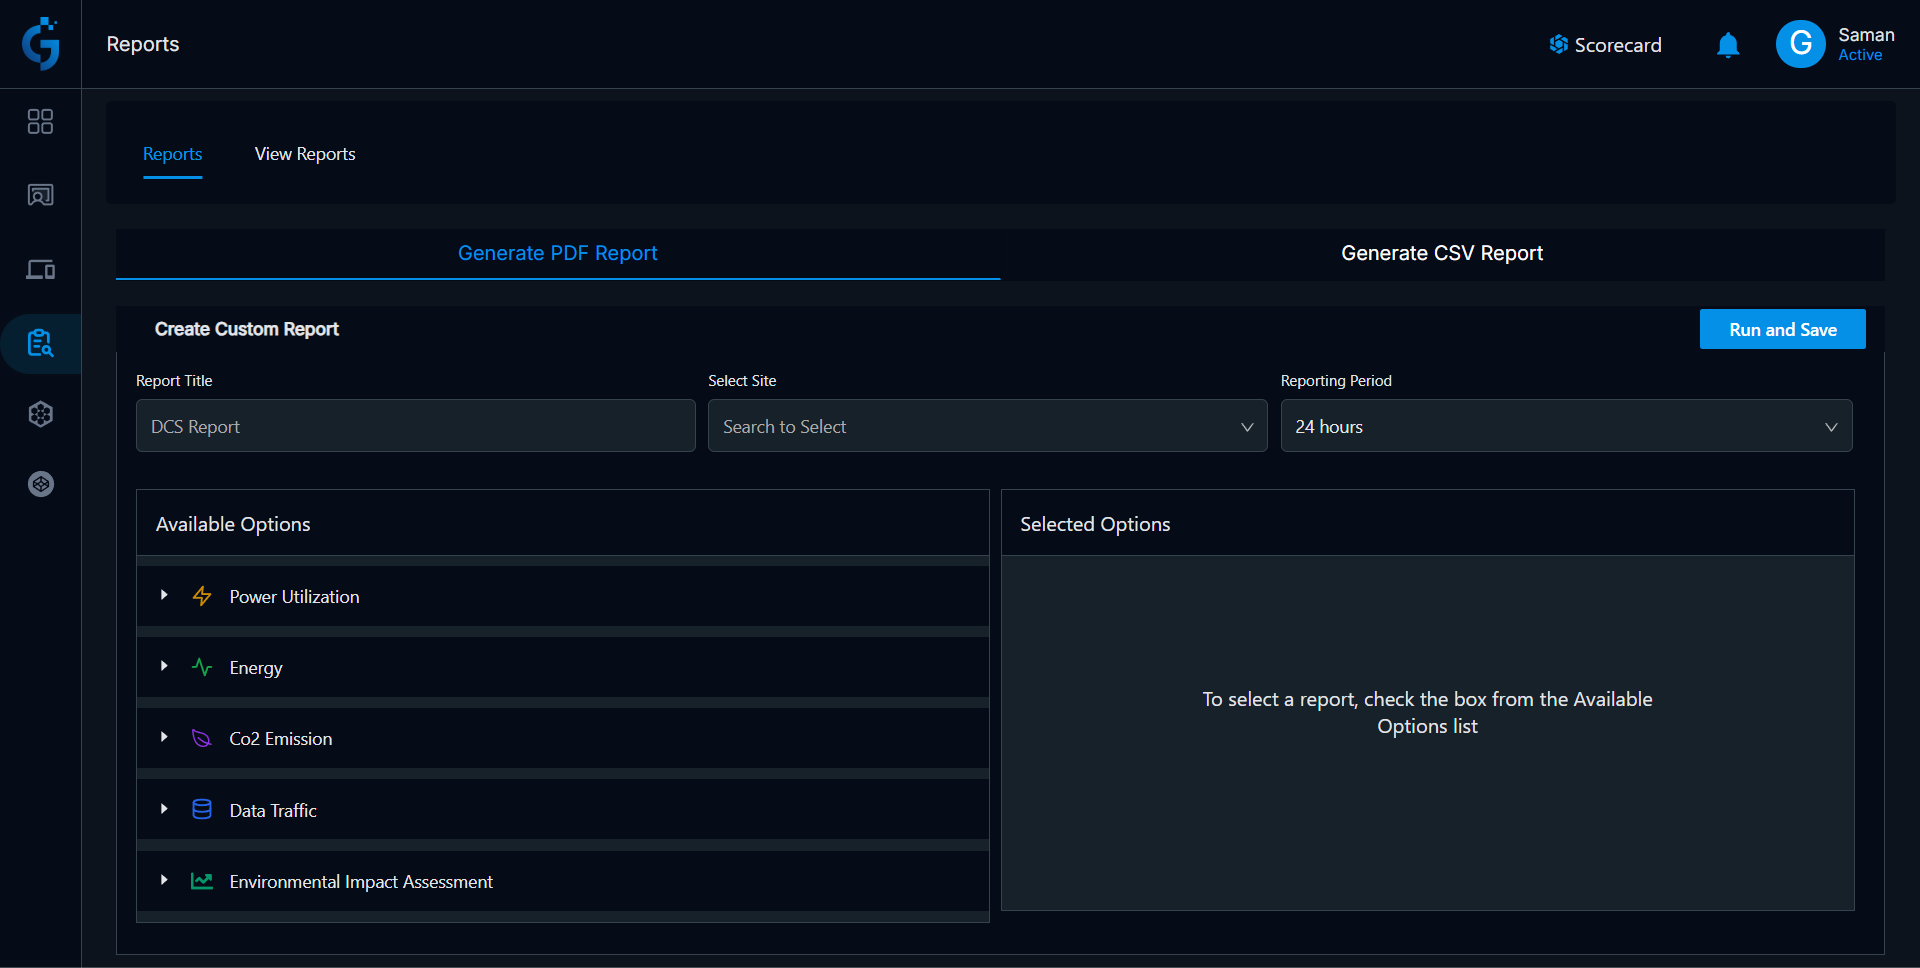 Reports
Scorecard
G
Saman
Active
Reports
View Reports
Generate PDF Report
Generate CSV Report
Create Custom Report
Run and Save
Report Title
Select Site
Reporting Period
DCS Report
Search to Select
24 hours
Available Options
Selected Options
Power Utilization
Energy
Co2 Emission
Data Traffic
Environmental Impact Assessment
To select a report, check the box from the Available
Options list